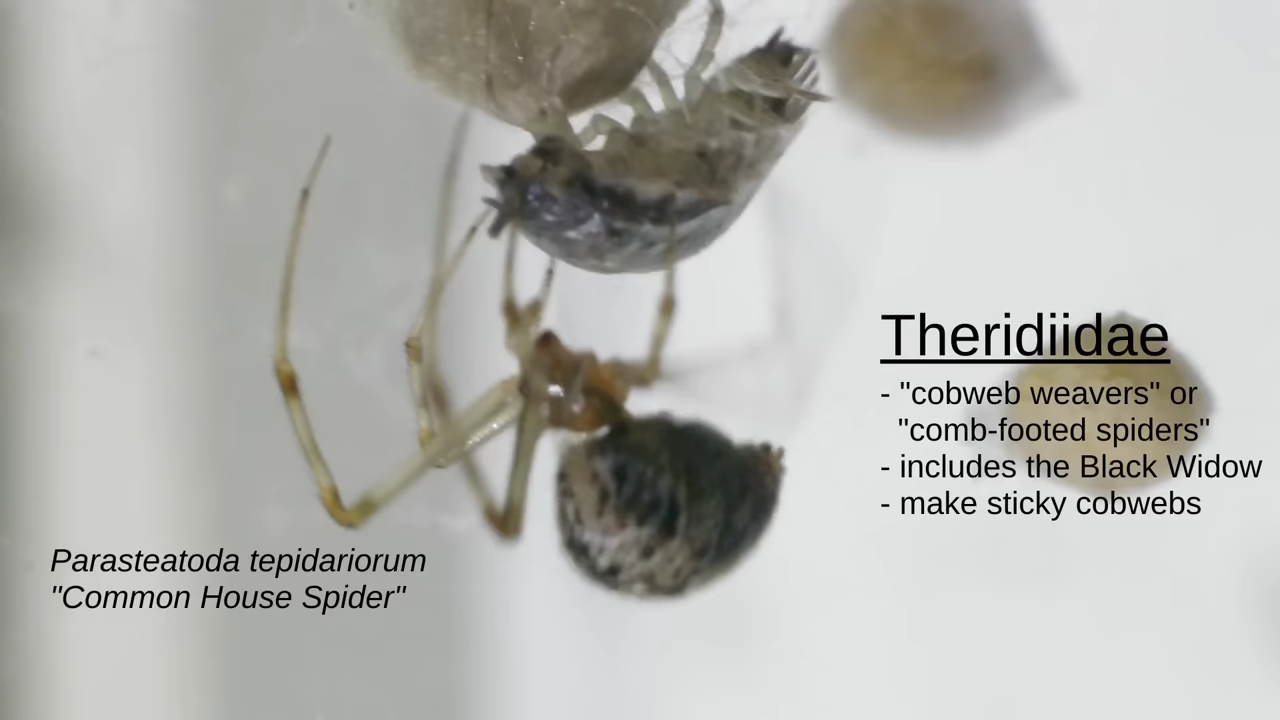 Theridiidae
- "cobweb weavers" or
"comb-footed spiders"
- includes the Black Widow
- make sticky cobwebs
Parasteatoda tepidariorum
"Common House Spider"